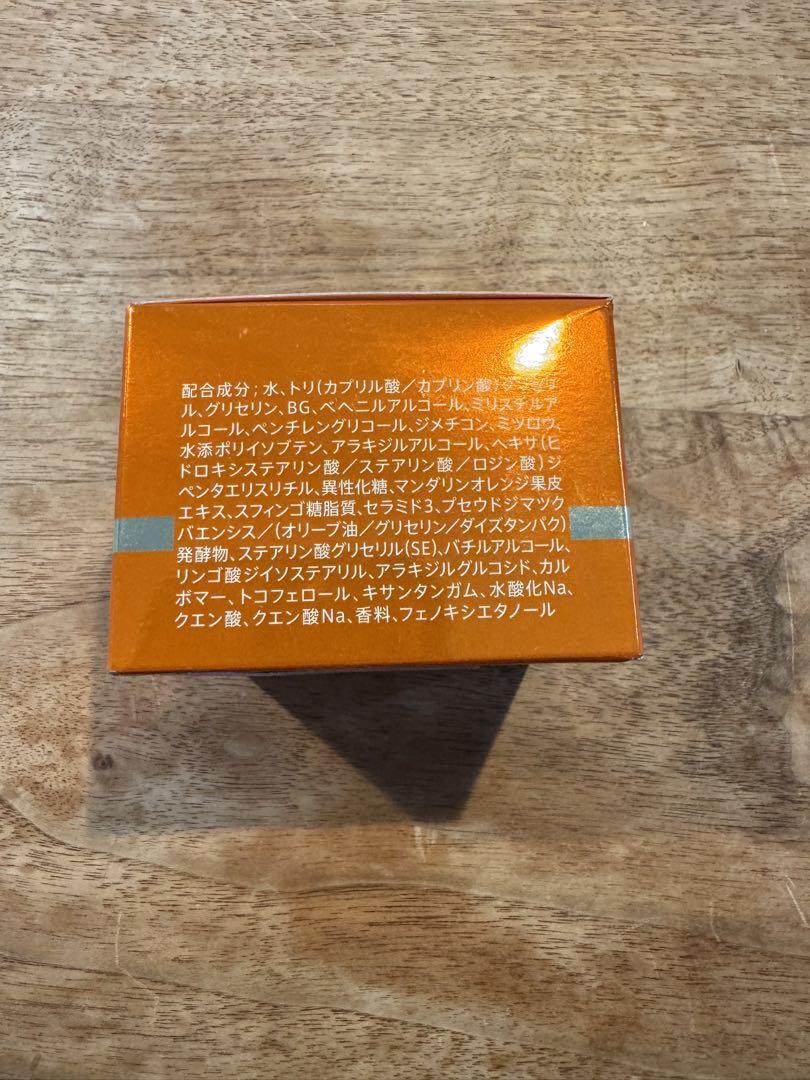 配合成分；水、トリ(カプリル酸／カプリン酸)グリセリ
ル、グリセリン、BG、ベヘニルアルコール、ミリスチルア
ルコール、ペンチレングリコール、ジメチコン、ミツロウ、
水添ポリイソブテン、アラキジルアルコール、ヘキサ(ヒ
ドロキシステアリン酸／ステアリン酸／ロジン酸)ジ
ペンタエリスリチル、異性化糖、マンダリンオレンジ果皮
エキス、スフィンゴ糖脂質、セラミド3、プセウドジマツク
バエンシス／(オリーブ油／グリセリン／ダイズタンパク)
発酵物、ステアリン酸グリセリル(SE)、バチルアルコール、
リンゴ酸ジイソステアリル、アラキジルグルコシド、カル
ボマー、トコフェロール、キサンタンガム、水酸化Na、
クエン酸、クエン酸Na、香料、フェノキシエタノール